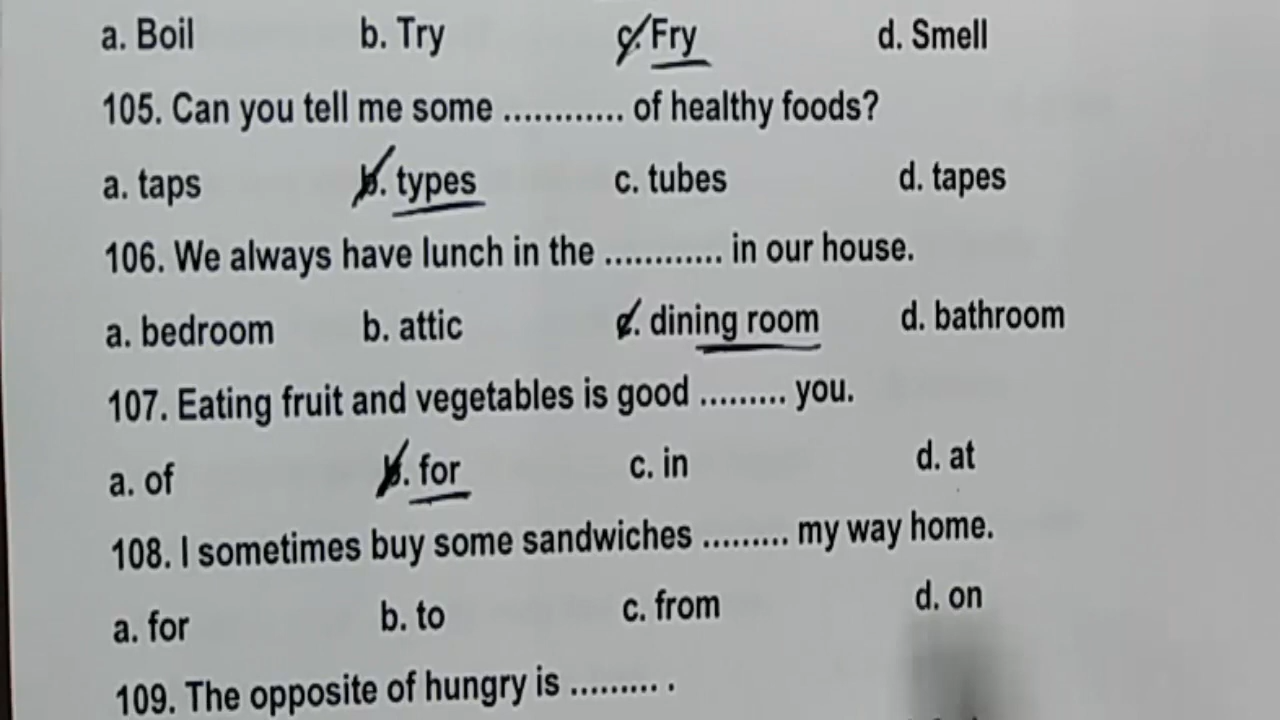 a. Boil b. Try c. Fry d. Smell
105. Can you tell me some ............ of healthy foods?
a. taps b. types c. tubes d. tapes
106. We always have lunch in the ............ in our house.
a. bedroom b. attic c. dining room d. bathroom
107. Eating fruit and vegetables is good ......... you.
a. of b. for c. in d. at
108. I sometimes buy some sandwiches ......... my way home.
a. for b. to c. from d. on
109. The opposite of hungry is ......... .